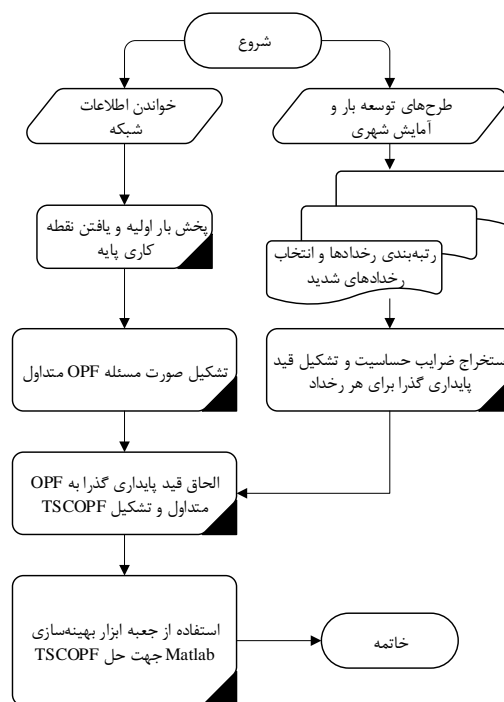 شروع
خواندن اطلاعات
شبکه
طرح‌های توسعه بار و
آمایش شهری
پخش بار اولیه و یافتن نقطه
کاری پایه
رتبه‌بندی رخدادها و انتخاب
رخدادهای شدید
تشکیل صورت مسئله OPF متداول
ستخراج ضرایب حساسیت و تشکیل قید
پایداری گذرا برای هر رخداد
الحاق قید پایداری گذرا به OPF
متداول و تشکیل TSCOPF
استفاده از جعبه ابزار بهینه‌سازی
Matlab جهت حل TSCOPF
خاتمه